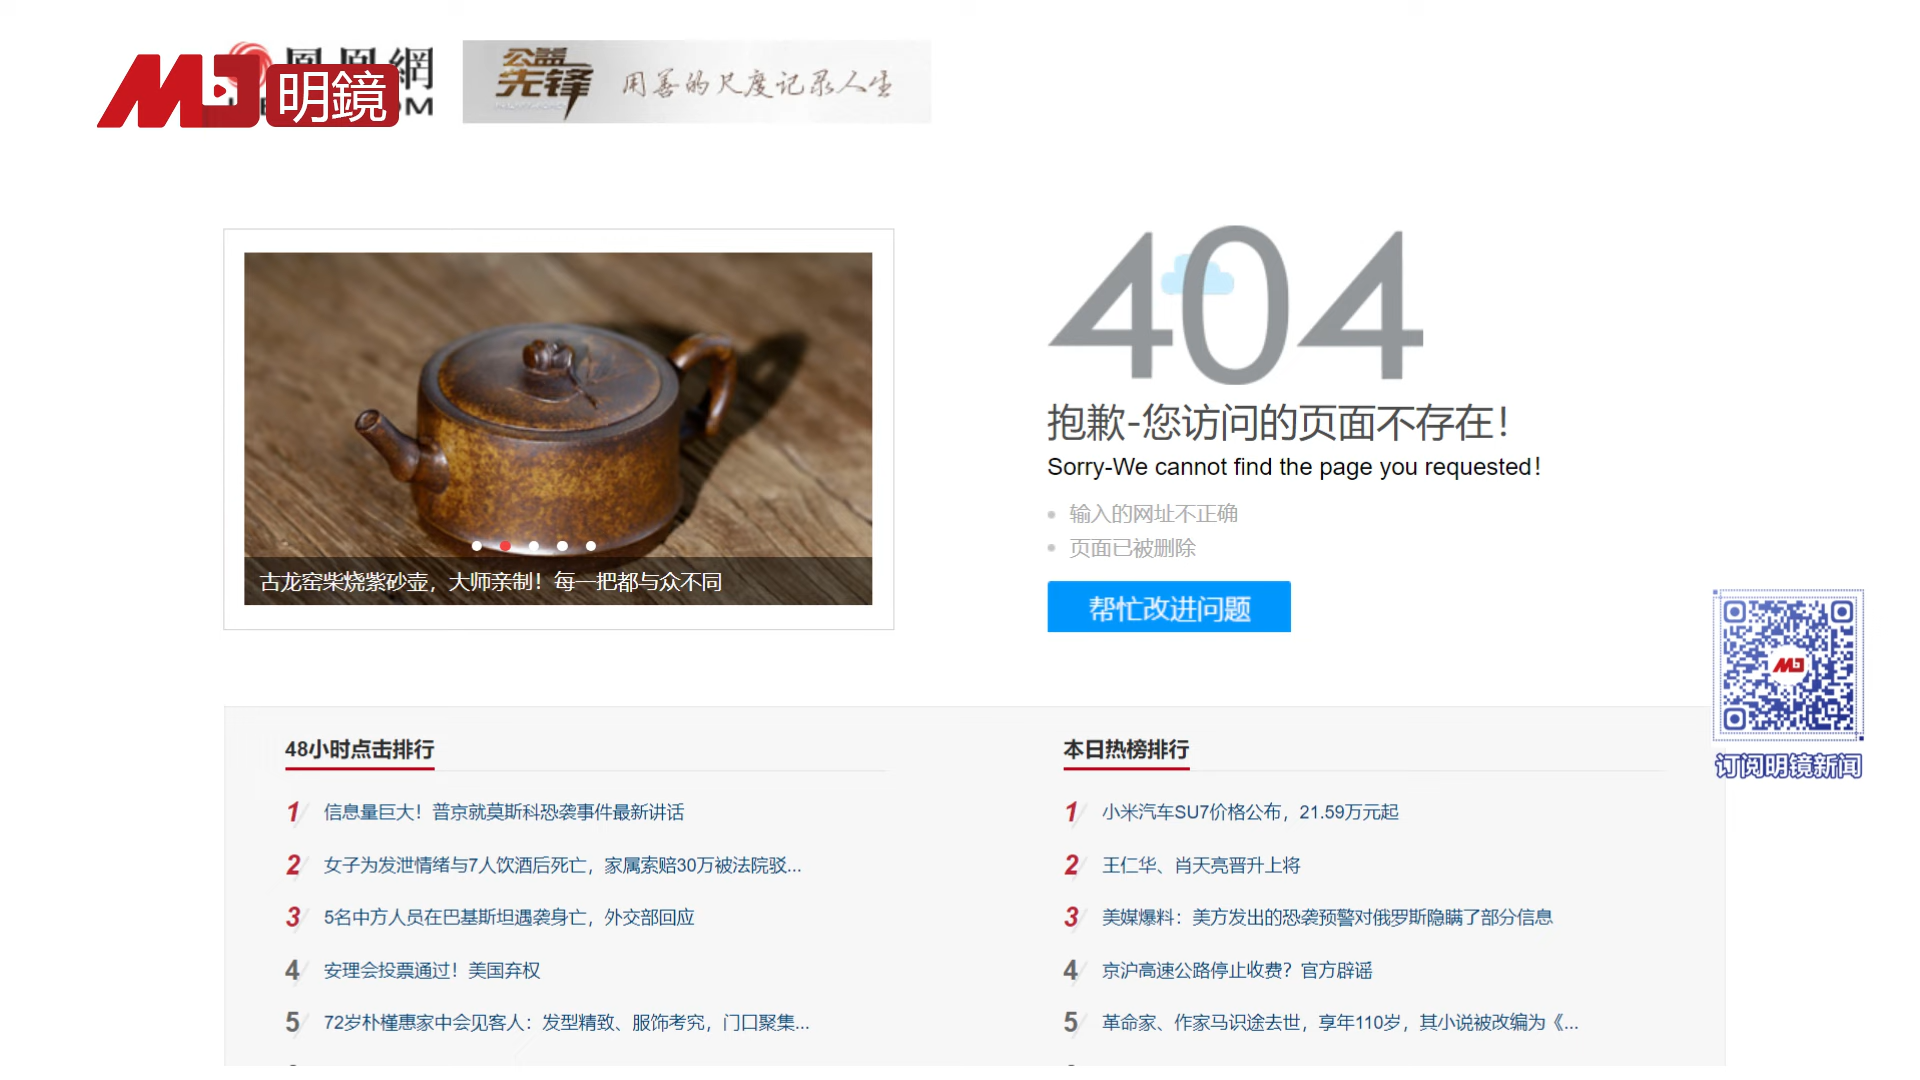 鳳凰網
明鏡
公益先锋
用善的尺度记录人生
404
抱歉-您访问的页面不存在！
Sorry-We cannot find the page you requested！
输入的网址不正确
页面已被删除
帮忙改进问题
古龙窑柴烧紫砂壶，大师亲制！每一把都与众不同
订阅明镜新闻
48小时点击排行
1 信息量巨大！普京就莫斯科恐袭事件最新讲话
2 女子为发泄情绪与7人饮酒后死亡，家属索赔30万被法院驳...
3 5名中方人员在巴基斯坦遇袭身亡，外交部回应
4 安理会投票通过！美国弃权
5 72岁朴槿惠家中会见客人：发型精致、服饰考究，门口聚集...
本日热榜排行
1 小米汽车SU7价格公布，21.59万元起
2 王仁华、肖天亮晋升上将
3 美媒爆料：美方发出的恐袭预警对俄罗斯隐瞒了部分信息
4 京沪高速公路停止收费？官方辟谣
5 革命家、作家马识途去世，享年110岁，其小说被改编为《...